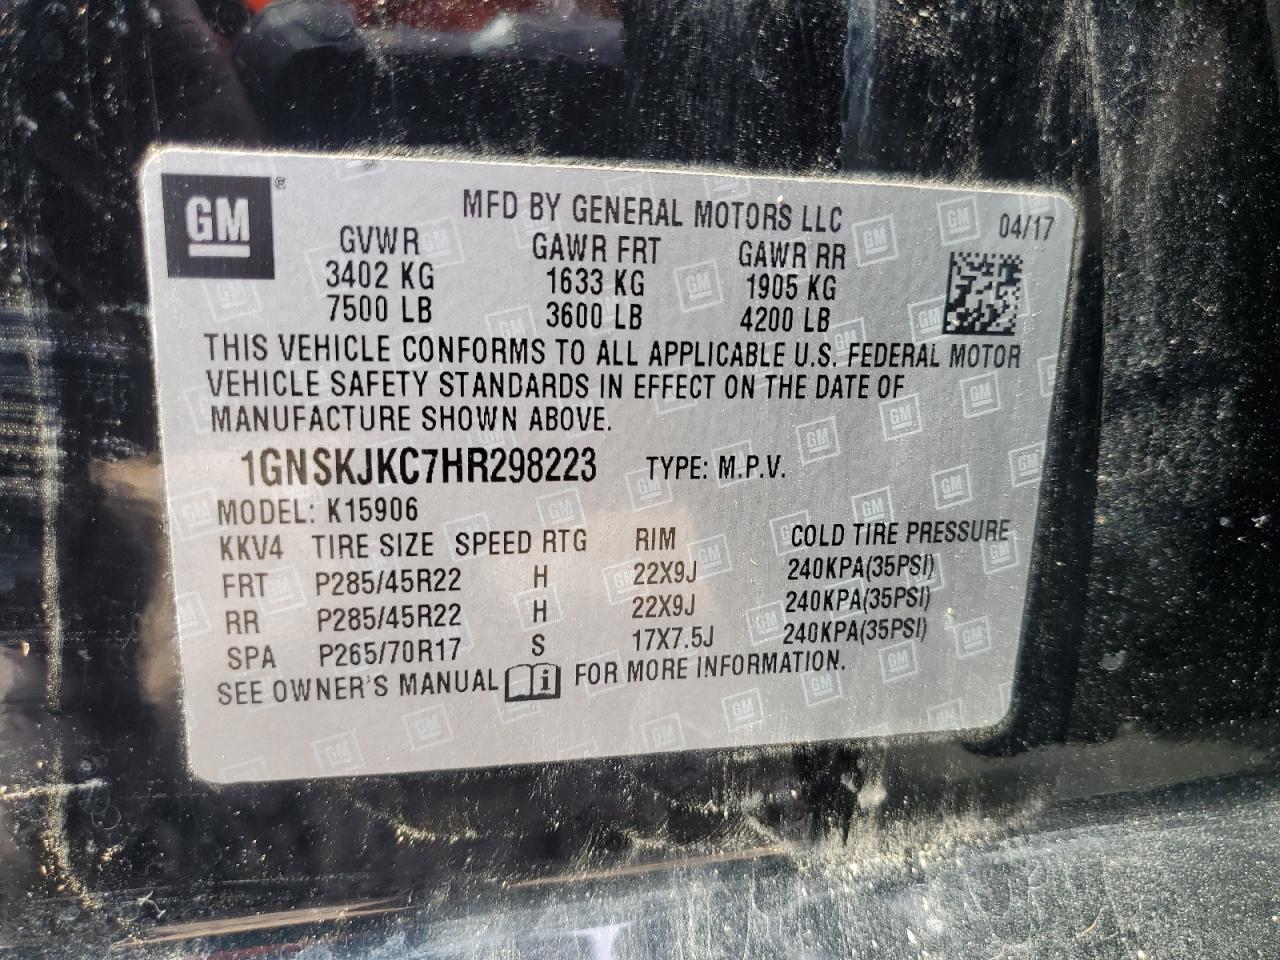 GM®
MFD BY GENERAL MOTORS LLC
04/17
GVWR GAWR FRT GAWR RR
3402 KG 1633 KG 1905 KG
7500 LB 3600 LB 4200 LB
THIS VEHICLE CONFORMS TO ALL APPLICABLE U.S. FEDERAL MOTOR
VEHICLE SAFETY STANDARDS IN EFFECT ON THE DATE OF
MANUFACTURE SHOWN ABOVE.
1GNSKJKC7HR298223 TYPE: M.P.V.
MODEL: K15906
KKV4 TIRE SIZE SPEED RTG RIM COLD TIRE PRESSURE
FRT P285/45R22 H 22X9J 240KPA(35PSI)
RR P285/45R22 H 22X9J 240KPA(35PSI)
SPA P265/70R17 S 17X7.5J 240KPA(35PSI)
SEE OWNER'S MANUAL i FOR MORE INFORMATION.